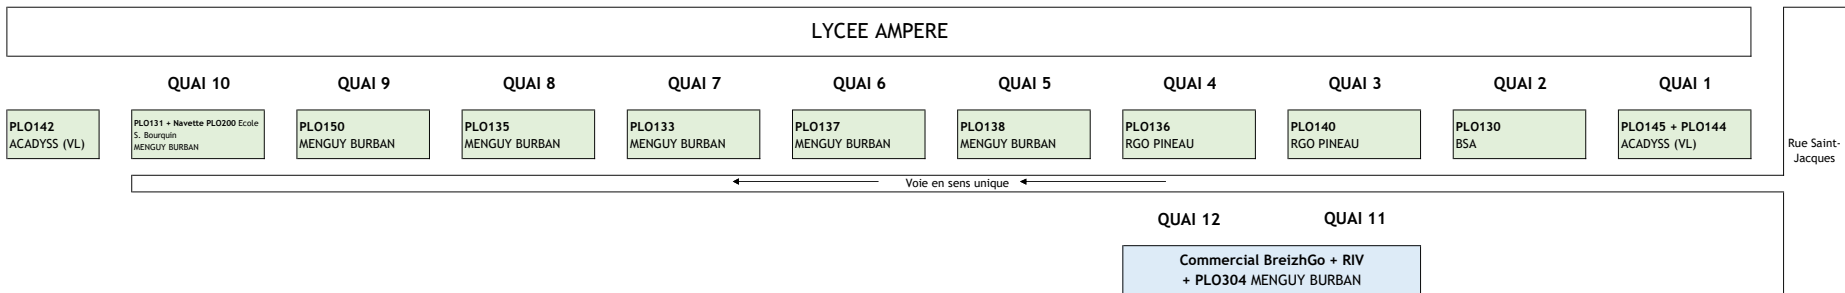 LYCEE AMPERE
QUAI 10
QUAI 9
QUAI 8
QUAI 7
QUAI 6
QUAI 5
QUAI 4
QUAI 3
QUAI 2
QUAI 1
PLO142
ACADYSS (VL)
PLO131 + Navette PLO200 Ecole
S. Bourquin
MENGUY BURBAN
PLO150
MENGUY BURBAN
PLO135
MENGUY BURBAN
PLO133
MENGUY BURBAN
PLO137
MENGUY BURBAN
PLO138
MENGUY BURBAN
PLO136
RGO PINEAU
PLO140
RGO PINEAU
PLO130
BSA
PLO145 + PLO144
ACADYSS (VL)
Rue Saint-
Jacques
Voie en sens unique
QUAI 12
QUAI 11
Commercial BreizhGo + RIV
+ PLO304 MENGUY BURBAN